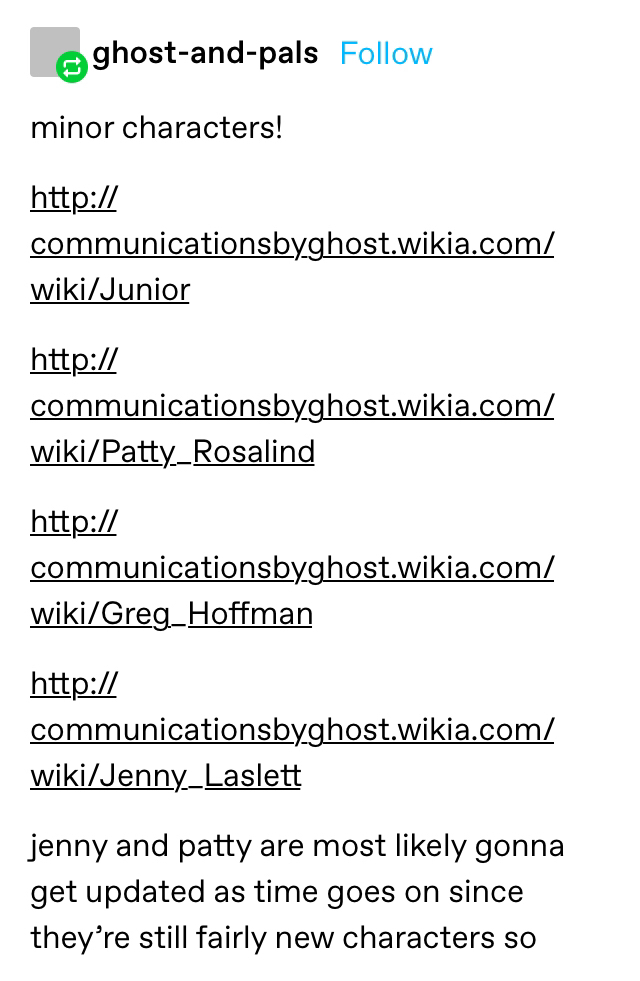 ghost-and-pals Follow
minor characters!
http://
communicationsbyghost.wikia.com/
wiki/Junior
http://
communicationsbyghost.wikia.com/
wiki/Patty_Rosalind
http://
communicationsbyghost.wikia.com/
wiki/Greg_Hoffman
http://
communicationsbyghost.wikia.com/
wiki/Jenny_Laslett
jenny and patty are most likely gonna
get updated as time goes on since
they’re still fairly new characters so